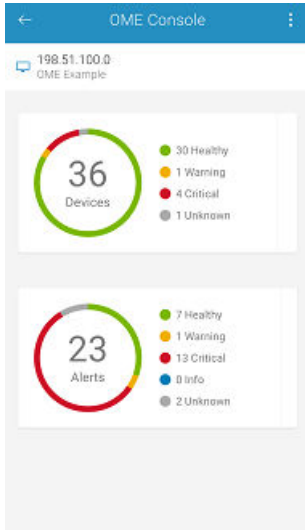 OME Console
198.51.100.0
OME Example
36
Devices
30 Healthy
1 Warning
4 Critical
1 Unknown
23
Alerts
7 Healthy
1 Warning
13 Critical
0 Info
2 Unknown